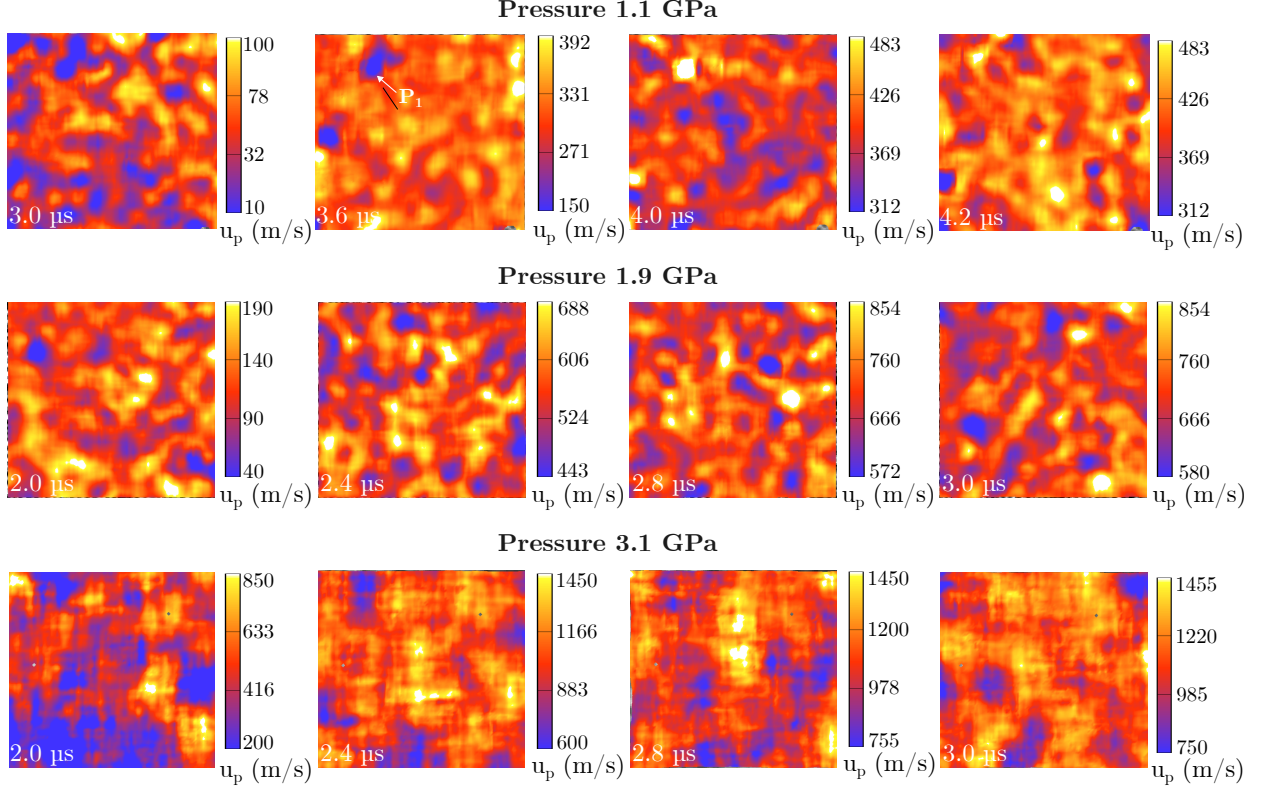 Pressure 1.1 GPa
100
78
32
10
3.0 µs
u_p (m/s)
P_1
392
331
271
150
3.6 µs
u_p (m/s)
483
426
369
312
4.0 µs
u_p (m/s)
483
426
369
312
4.2 µs
u_p (m/s)
Pressure 1.9 GPa
190
140
90
40
2.0 µs
u_p (m/s)
688
606
524
443
2.4 µs
u_p (m/s)
854
760
666
572
2.8 µs
u_p (m/s)
854
760
666
580
3.0 µs
u_p (m/s)
Pressure 3.1 GPa
850
633
416
200
2.0 µs
u_p (m/s)
1450
1166
883
600
2.4 µs
u_p (m/s)
1450
1200
978
755
2.8 µs
u_p (m/s)
1455
1220
985
750
3.0 µs
u_p (m/s)